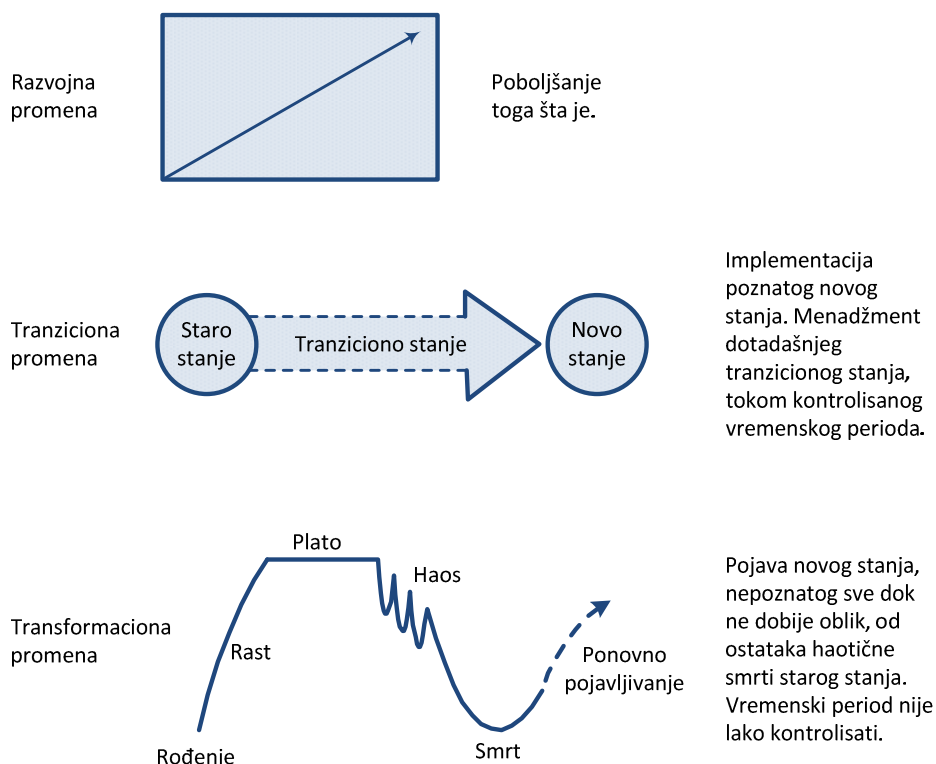 Razvojna
promena
Poboljšanje
toga šta je.
Tranziciona
promena
Staro
stanje
Tranziciono stanje
Novo
stanje
Implementacija
poznatog novog
stanja. Menadžment
dotadašnjeg
tranzicionog stanja,
tokom kontrolisanog
vremenskog perioda.
Transformaciona
promena
Plato
Haos
Rast
Rođenje
Smrt
Ponovno
pojavljivanje
Pojava novog stanja,
nepoznatog sve dok
ne dobije oblik, od
ostataka haotične
smrti starog stanja.
Vremenski period nije
lako kontrolisati.